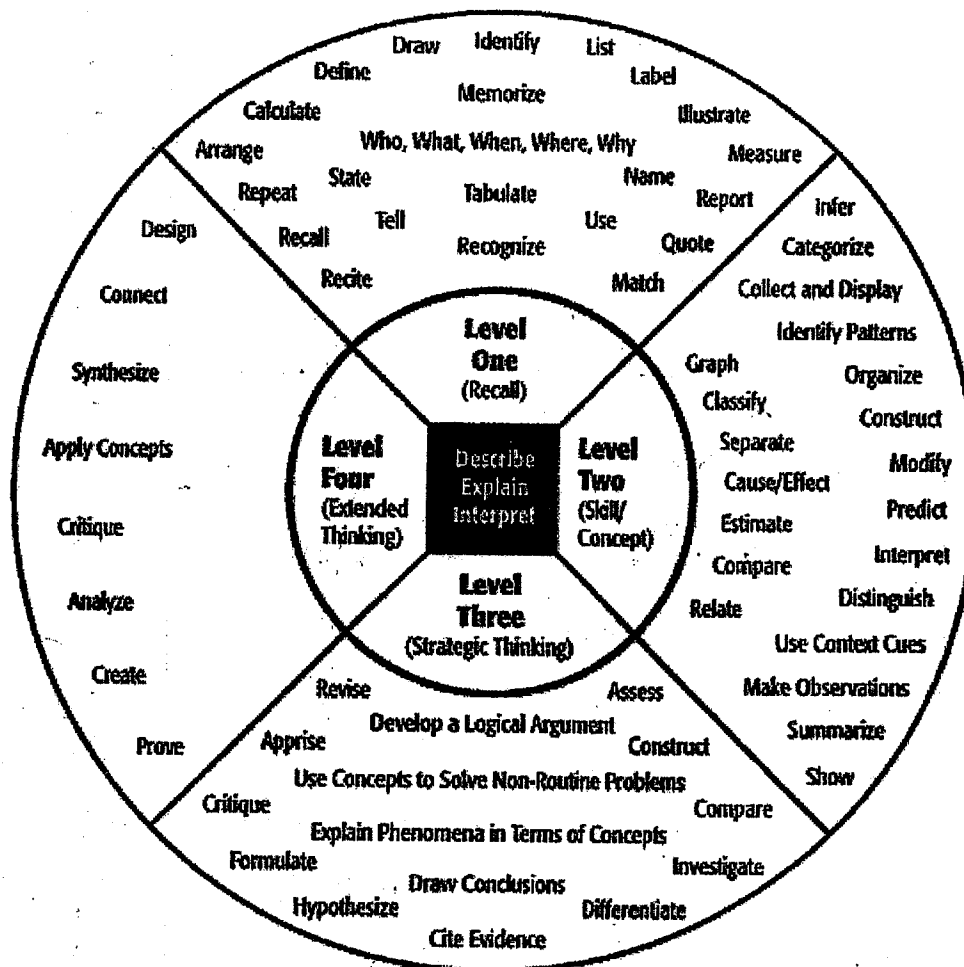 Draw
Identify
List
Define
Label
Memorize
Calculate
Illustrate
Who, What, When, Where, Why
Arrange
Measure
State
Name
Repeat
Tabulate
Report
Tell
Use
Recall
Recognize
Quote
Recite
Match
Infer
Categorize
Collect and Display
Identify Patterns
Graph
Organize
Classify
Construct
Separate
Modify
Cause/Effect
Predict
Estimate
Interpret
Compare
Distinguish
Relate
Use Context Cues
Make Observations
Summarize
Show
Revise
Assess
Develop a Logical Argument
Apprise
Construct
Use Concepts to Solve Non-Routine Problems
Critique
Compare
Explain Phenomena in Terms of Concepts
Formulate
Investigate
Draw Conclusions
Hypothesize
Differentiate
Cite Evidence
Design
Connect
Synthesize
Apply Concepts
Critique
Analyze
Create
Prove
Level
One
(Recall)
Level
Two
(Skill/
Concept)
Level
Three
(Strategic Thinking)
Level
Four
(Extended
Thinking)
Describe
Explain
Interpret